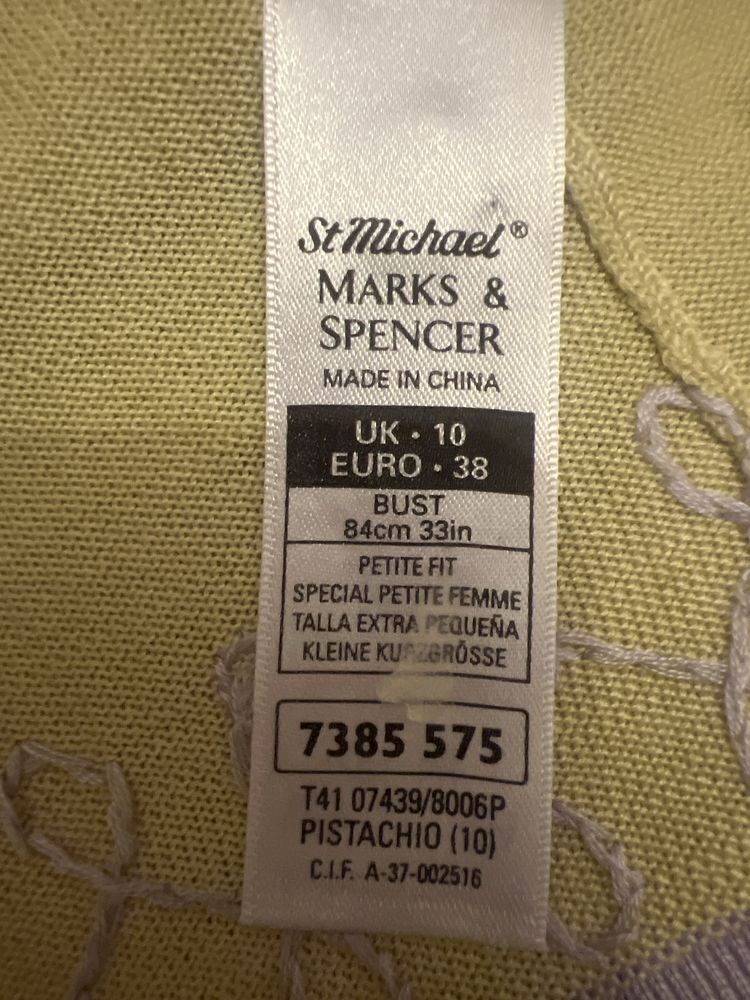 St Michael®
MARKS &
SPENCER
MADE IN CHINA
UK • 10
EURO • 38
BUST
84cm 33in
PETITE FIT
SPECIAL PETITE FEMME
TALLA EXTRA PEQUEÑA
KLEINE KURZGRÖSSE
7385 575
T41 07439/8006P
PISTACHIO (10)
C.I.F. A-37-002516